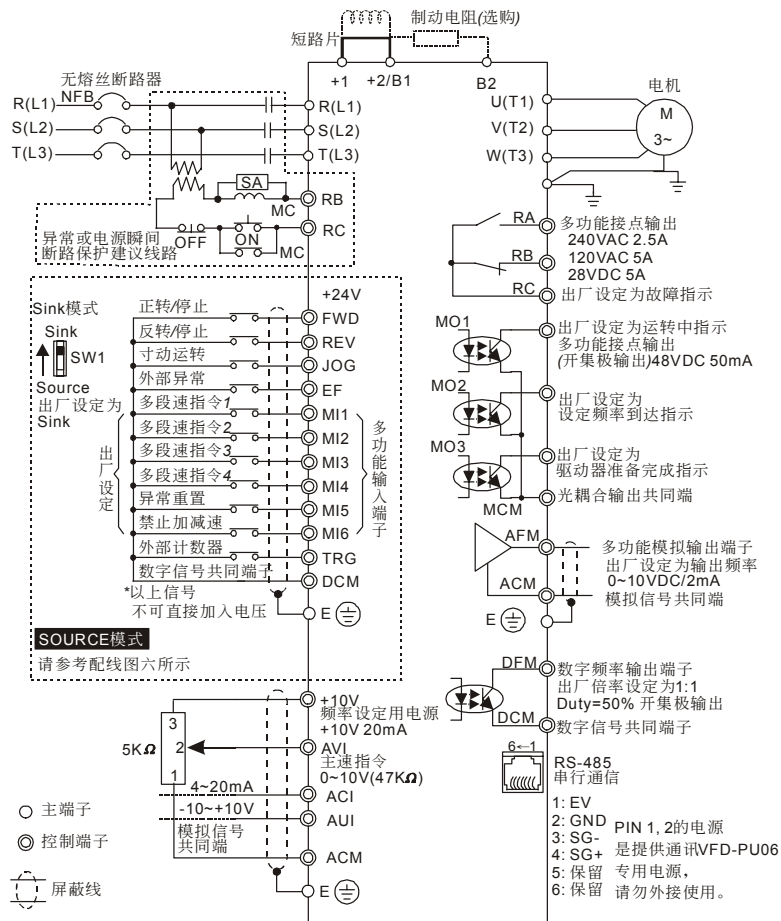 制动电阻(选购)
短路片
+1
+2/B1
B2
无熔丝断路器
NFB
R(L1)
S(L2)
T(L3)
R(L1)
S(L2)
T(L3)
SA
MC
RB
RC
OFF
ON
MC
异常或电源瞬间
断路保护建议线路
电机
U(T1)
V(T2)
W(T3)
M
3~
RA
RB
RC
多功能接点输出
240VAC 2.5A
120VAC 5A
28VDC 5A
出厂设定为故障指示
Sink模式
Sink
SW1
Source
出厂设定为
Sink
+24V
正转/停止
FWD
反转/停止
REV
寸动运转
JOG
外部异常
EF
多段速指令1
MI1
多段速指令2
MI2
多段速指令3
MI3
多段速指令4
MI4
异常重置
MI5
禁止加减速
MI6
外部计数器
TRG
数字信号共同端子
DCM
出厂设定
多功能输入端子
*以上信号
不可直接加入电压
E
SOURCE模式
请参考配线图六所示
MO1
出厂设定为运转中指示
多功能接点输出
(开集极输出)48VDC 50mA
MO2
出厂设定为
设定频率到达指示
MO3
出厂设定为
驱动器准备完成指示
MCM
光耦合输出共同端
AFM
多功能模拟输出端子
出厂设定为输出频率
0~10VDC/2mA
ACM
模拟信号共同端
E
DFM
数字频率输出端子
出厂倍率设定为1:1
Duty=50% 开集极输出
DCM
数字信号共同端子
+10V
频率设定用电源
+10V 20mA
3
2
1
5KΩ
AVI
主速指令
0~10V(47KΩ)
4~20mA
ACI
-10~+10V
AUI
模拟信号
共同端
ACM
E
6←1
RS-485
串行通信
1: EV
2: GND
3: SG-
4: SG+
5: 保留
6: 保留
PIN 1, 2的电源
是提供通讯VFD-PU06
专用电源，
请勿外接使用。
主端子
控制端子
屏蔽线